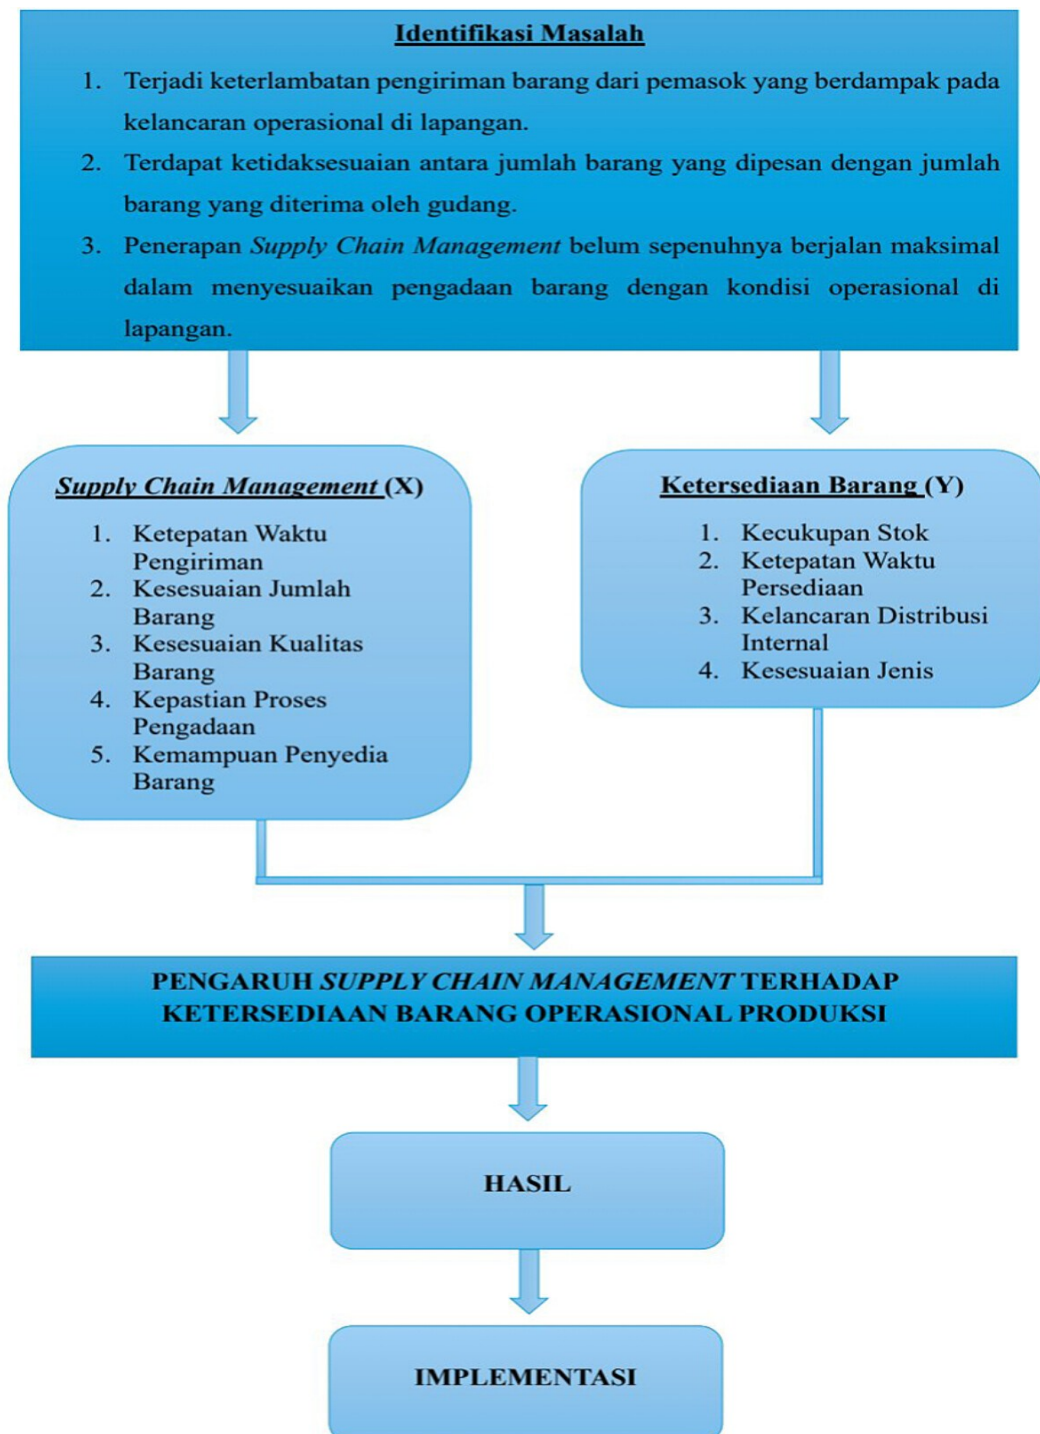 Identifikasi Masalah
1. Terjadi keterlambatan pengiriman barang dari pemasok yang berdampak pada
kelancaran operasional di lapangan.
2. Terdapat ketidaksesuaian antara jumlah barang yang dipesan dengan jumlah
barang yang diterima oleh gudang.
3. Penerapan Supply Chain Management belum sepenuhnya berjalan maksimal
dalam menyesuaikan pengadaan barang dengan kondisi operasional di
lapangan.
Supply Chain Management (X)
1. Ketepatan Waktu
Pengiriman
2. Kesesuaian Jumlah
Barang
3. Kesesuaian Kualitas
Barang
4. Kepastian Proses
Pengadaan
5. Kemampuan Penyedia
Barang
Ketersediaan Barang (Y)
1. Kecukupan Stok
2. Ketepatan Waktu
Persediaan
3. Kelancaran Distribusi
Internal
4. Kesesuaian Jenis
PENGARUH SUPPLY CHAIN MANAGEMENT TERHADAP
KETERSEDIAAN BARANG OPERASIONAL PRODUKSI
HASIL
IMPLEMENTASI